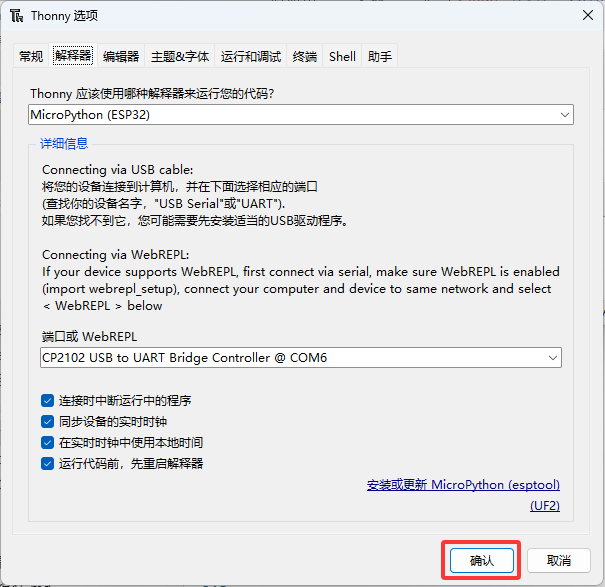 Thonny 选项
常规 解释器 编辑器 主题&字体 运行和调试 终端 Shell 助手
Thonny 应该使用哪种解释器来运行您的代码?
MicroPython (ESP32)
详细信息
Connecting via USB cable:
将您的设备连接到计算机，并在下面选择相应的端口
(查找你的设备名字，"USB Serial"或"UART").
如果您找不到它，您可能需要先安装适当的USB驱动程序。
Connecting via WebREPL:
If your device supports WebREPL, first connect via serial, make sure WebREPL is enabled
(import webrepl_setup), connect your computer and device to same network and select
< WebREPL > below
端口或 WebREPL
CP2102 USB to UART Bridge Controller @ COM6
连接时中断运行中的程序
同步设备的实时时钟
在实时时钟中使用本地时间
运行代码前，先重启解释器
安装或更新 MicroPython (esptool)
(UF2)
确认 取消